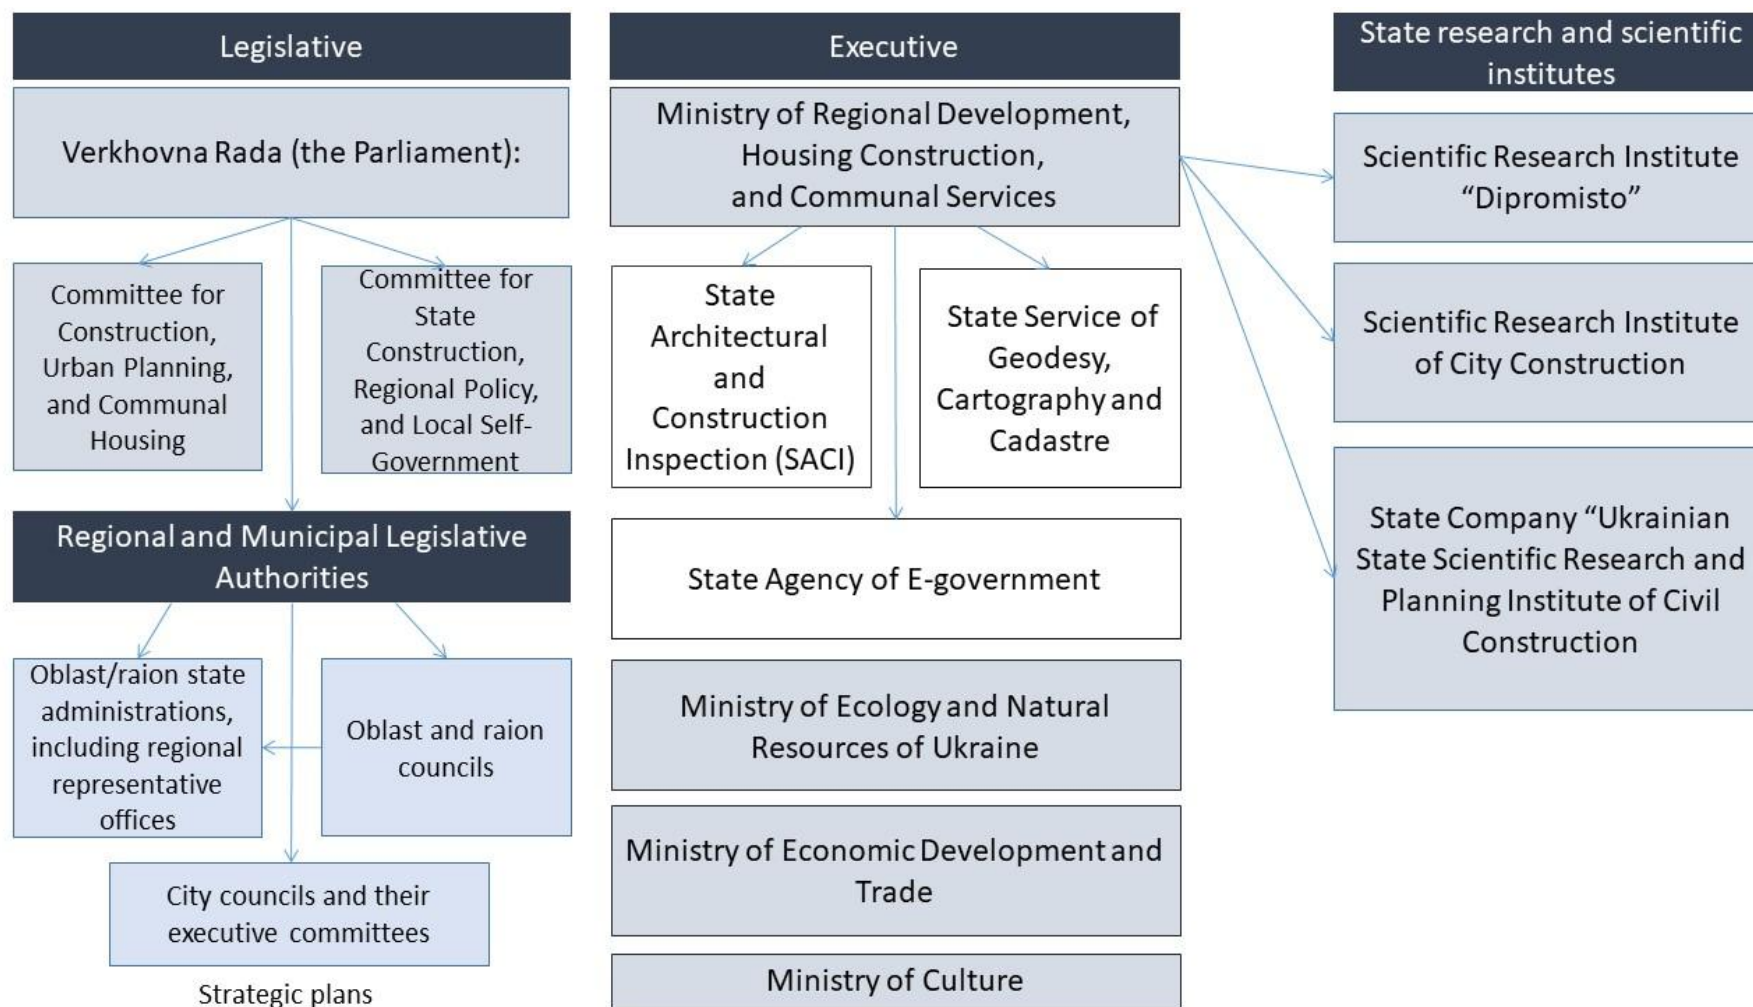 Legislative
Verkhovna Rada (the Parliament):
Committee for
Construction,
Urban Planning,
and Communal
Housing
Committee for
State
Construction,
Regional Policy,
and Local Self-
Government
Regional and Municipal Legislative
Authorities
Oblast/raion state
administrations,
including regional
representative
offices
Oblast and raion
councils
City councils and their
executive committees
Strategic plans
Executive
Ministry of Regional Development,
Housing Construction,
and Communal Services
State
Architectural
and
Construction
Inspection (SACI)
State Service of
Geodesy,
Cartography and
Cadastre
State Agency of E-government
Ministry of Ecology and Natural
Resources of Ukraine
Ministry of Economic Development and
Trade
Ministry of Culture
State research and scientific
institutes
Scientific Research Institute
“Dipromisto”
Scientific Research Institute
of City Construction
State Company “Ukrainian
State Scientific Research and
Planning Institute of Civil
Construction